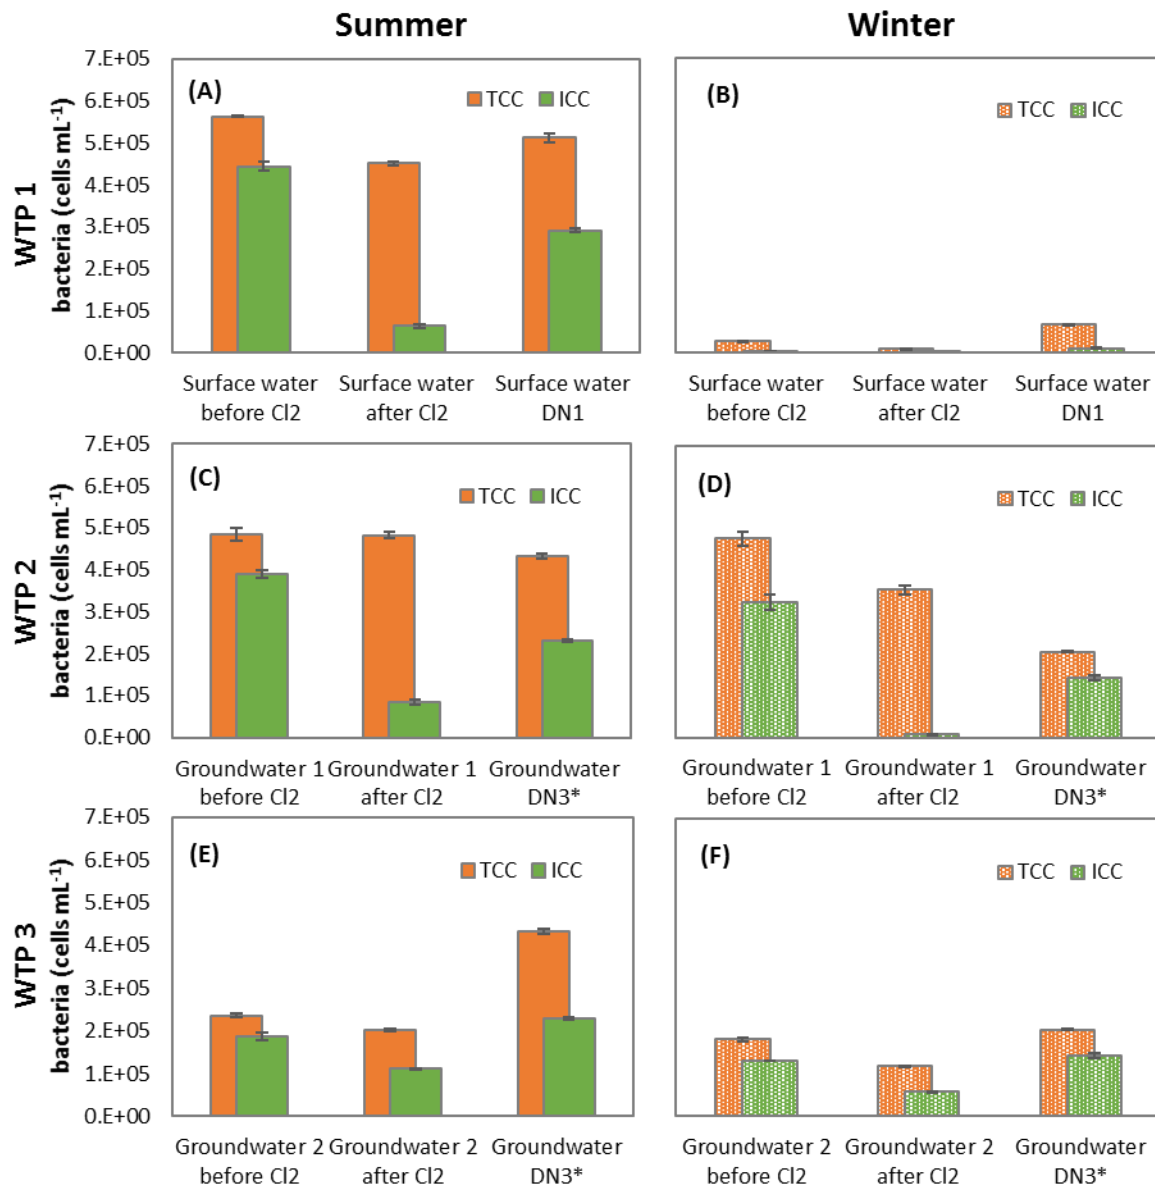 Summer
Winter
WTP 1
bacteria (cells mL-1)
7.E+05
6.E+05
5.E+05
4.E+05
3.E+05
2.E+05
1.E+05
0.E+00
(A)
TCC
ICC
Surface water
before Cl2
Surface water
after Cl2
Surface water
DN1
(B)
TCC
ICC
Surface water
before Cl2
Surface water
after Cl2
Surface water
DN1
WTP 2
bacteria (cells mL-1)
7.E+05
6.E+05
5.E+05
4.E+05
3.E+05
2.E+05
1.E+05
0.E+00
(C)
TCC
ICC
Groundwater 1
before Cl2
Groundwater 1
after Cl2
Groundwater
DN3*
(D)
TCC
ICC
Groundwater 1
before Cl2
Groundwater 1
after Cl2
Groundwater
DN3*
WTP 3
bacteria (cells mL-1)
7.E+05
6.E+05
5.E+05
4.E+05
3.E+05
2.E+05
1.E+05
0.E+00
(E)
TCC
ICC
Groundwater 2
before Cl2
Groundwater 2
after Cl2
Groundwater
DN3*
(F)
TCC
ICC
Groundwater 2
before Cl2
Groundwater 2
after Cl2
Groundwater
DN3*